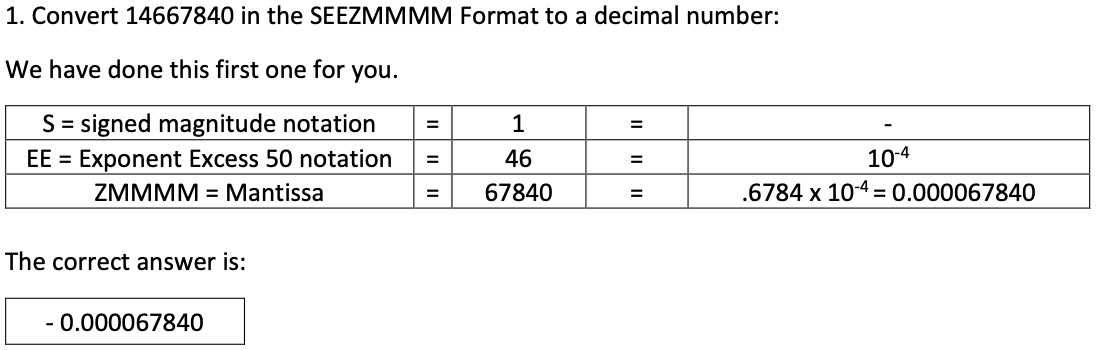 1. Convert 14667840 in the SEEZMMMM Format to a decimal number:
We have done this first one for you.
S = signed magnitude notation = 1 = -
EE = Exponent Excess 50 notation = 46 = 10-4
ZMMMM = Mantissa = 67840 = .6784 x 10-4 = 0.000067840
The correct answer is:
- 0.000067840